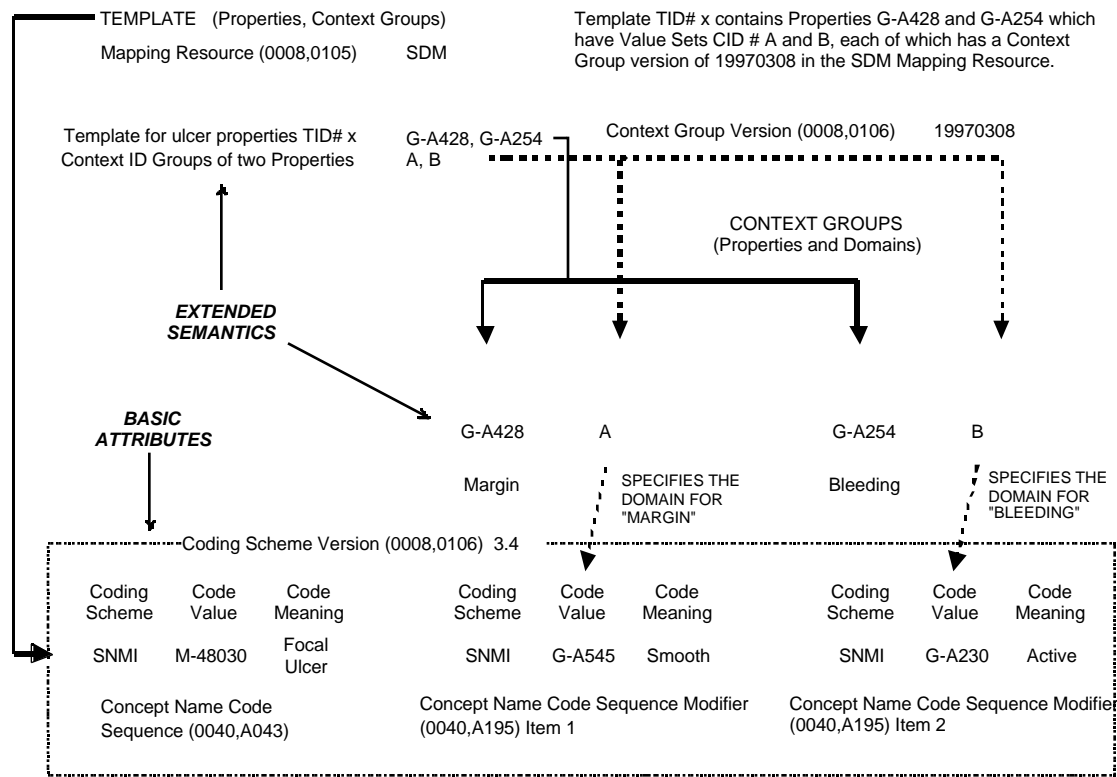 TEMPLATE (Properties, Context Groups)
Mapping Resource (0008,0105) SDM
Template TID# x contains Properties G-A428 and G-A254 which
have Value Sets CID # A and B, each of which has a Context
Group version of 19970308 in the SDM Mapping Resource.
Template for ulcer properties TID# x G-A428, G-A254
Context ID Groups of two Properties A, B
Context Group Version (0008,0106) 19970308
CONTEXT GROUPS
(Properties and Domains)
EXTENDED
SEMANTICS
BASIC
ATTRIBUTES
G-A428 A G-A254 B
Margin
SPECIFIES THE
DOMAIN FOR
"MARGIN"
Bleeding
SPECIFIES THE
DOMAIN FOR
"BLEEDING"
Coding Scheme Version (0008,0106) 3.4
Coding Code Code Coding Code Code Coding Code Code
Scheme Value Meaning Scheme Value Meaning Scheme Value Meaning
SNMI M-48030 Focal
Ulcer
SNMI G-A545 Smooth
SNMI G-A230 Active
Concept Name Code
Sequence (0040,A043)
Concept Name Code Sequence Modifier
(0040,A195) Item 1
Concept Name Code Sequence Modifier
(0040,A195) Item 2